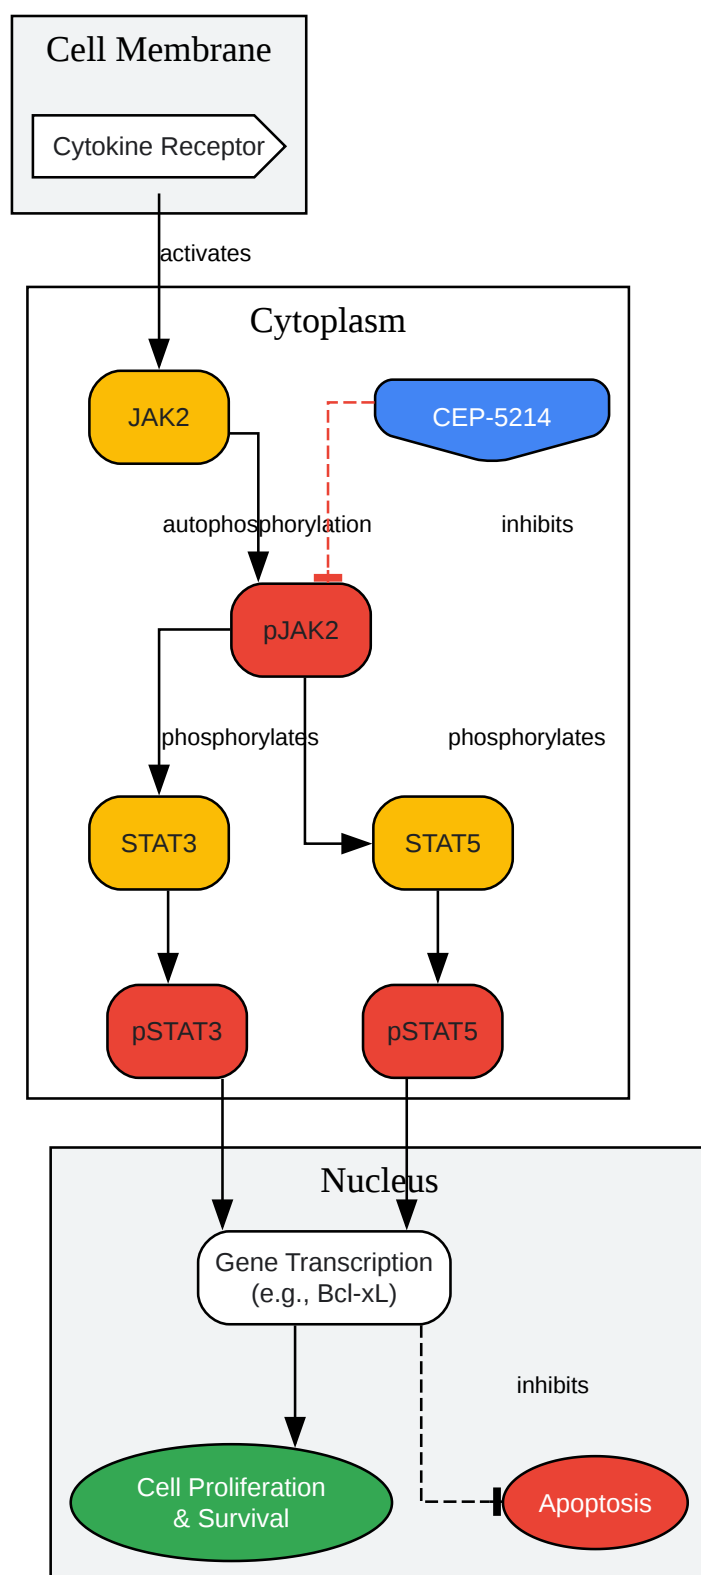 Cell Membrane
Cytokine Receptor
activates
Cytoplasm
JAK2
CEP-5214
autophosphorylation
inhibits
pJAK2
phosphorylates
phosphorylates
STAT3
STAT5
pSTAT3
pSTAT5
Nucleus
Gene Transcription
(e.g., Bcl-xL)
inhibits
Cell Proliferation
& Survival
Apoptosis